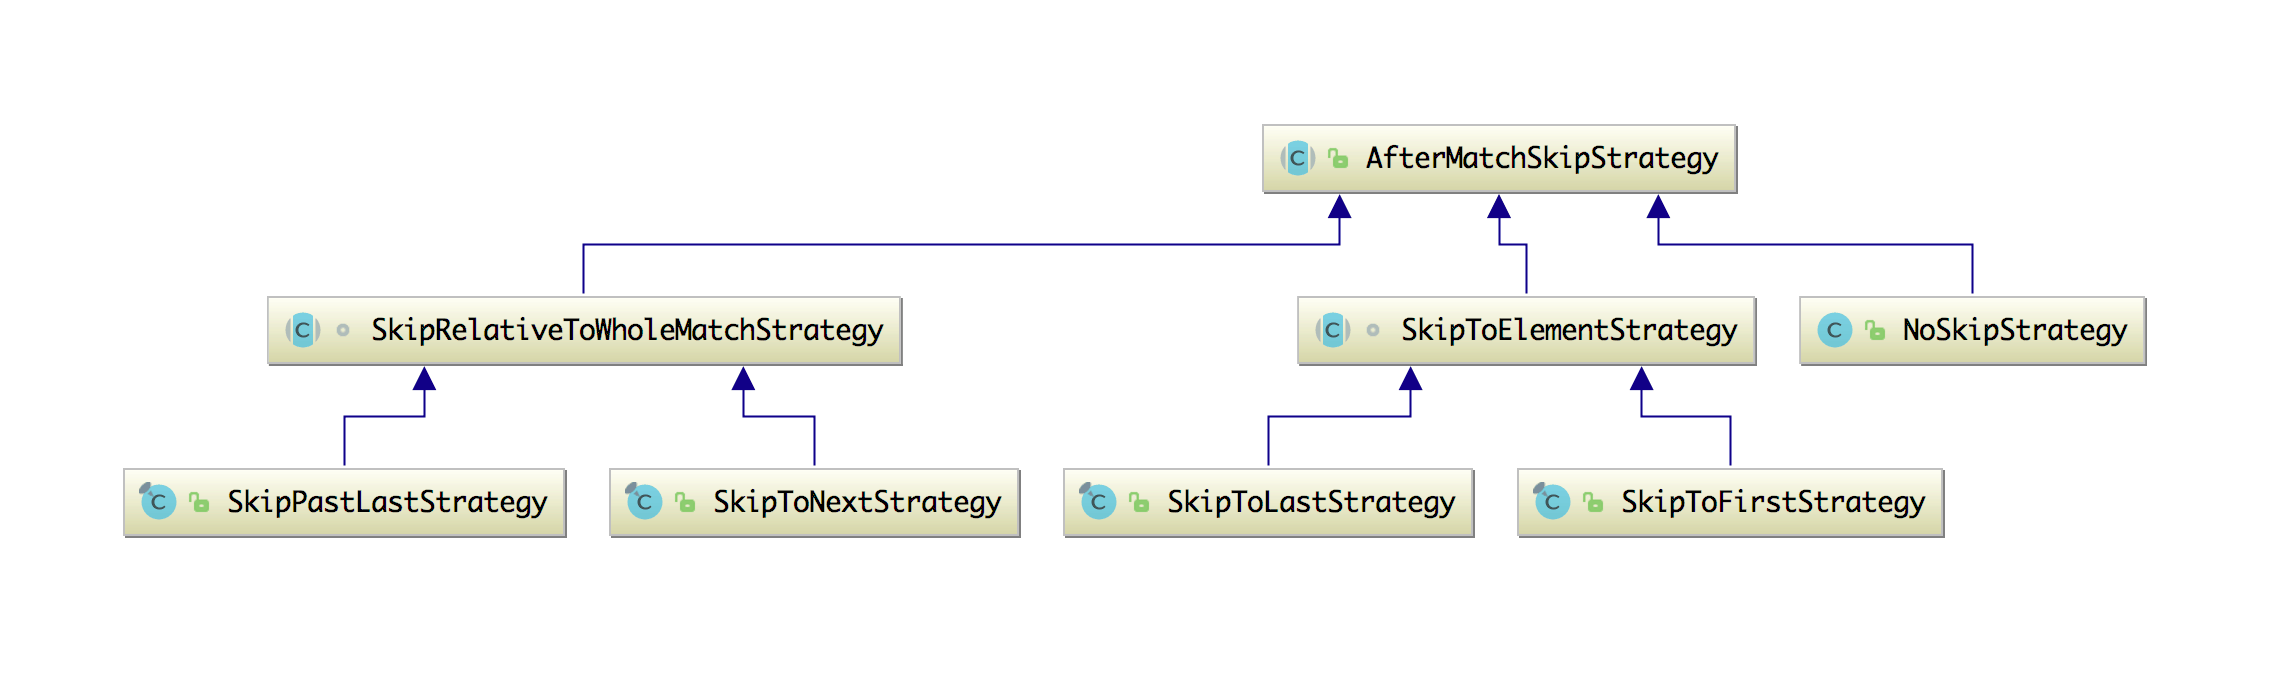 AfterMatchSkipStrategy
SkipRelativeToWholeMatchStrategy
SkipToElementStrategy
NoSkipStrategy
SkipPastLastStrategy
SkipToNextStrategy
SkipToLastStrategy
SkipToFirstStrategy